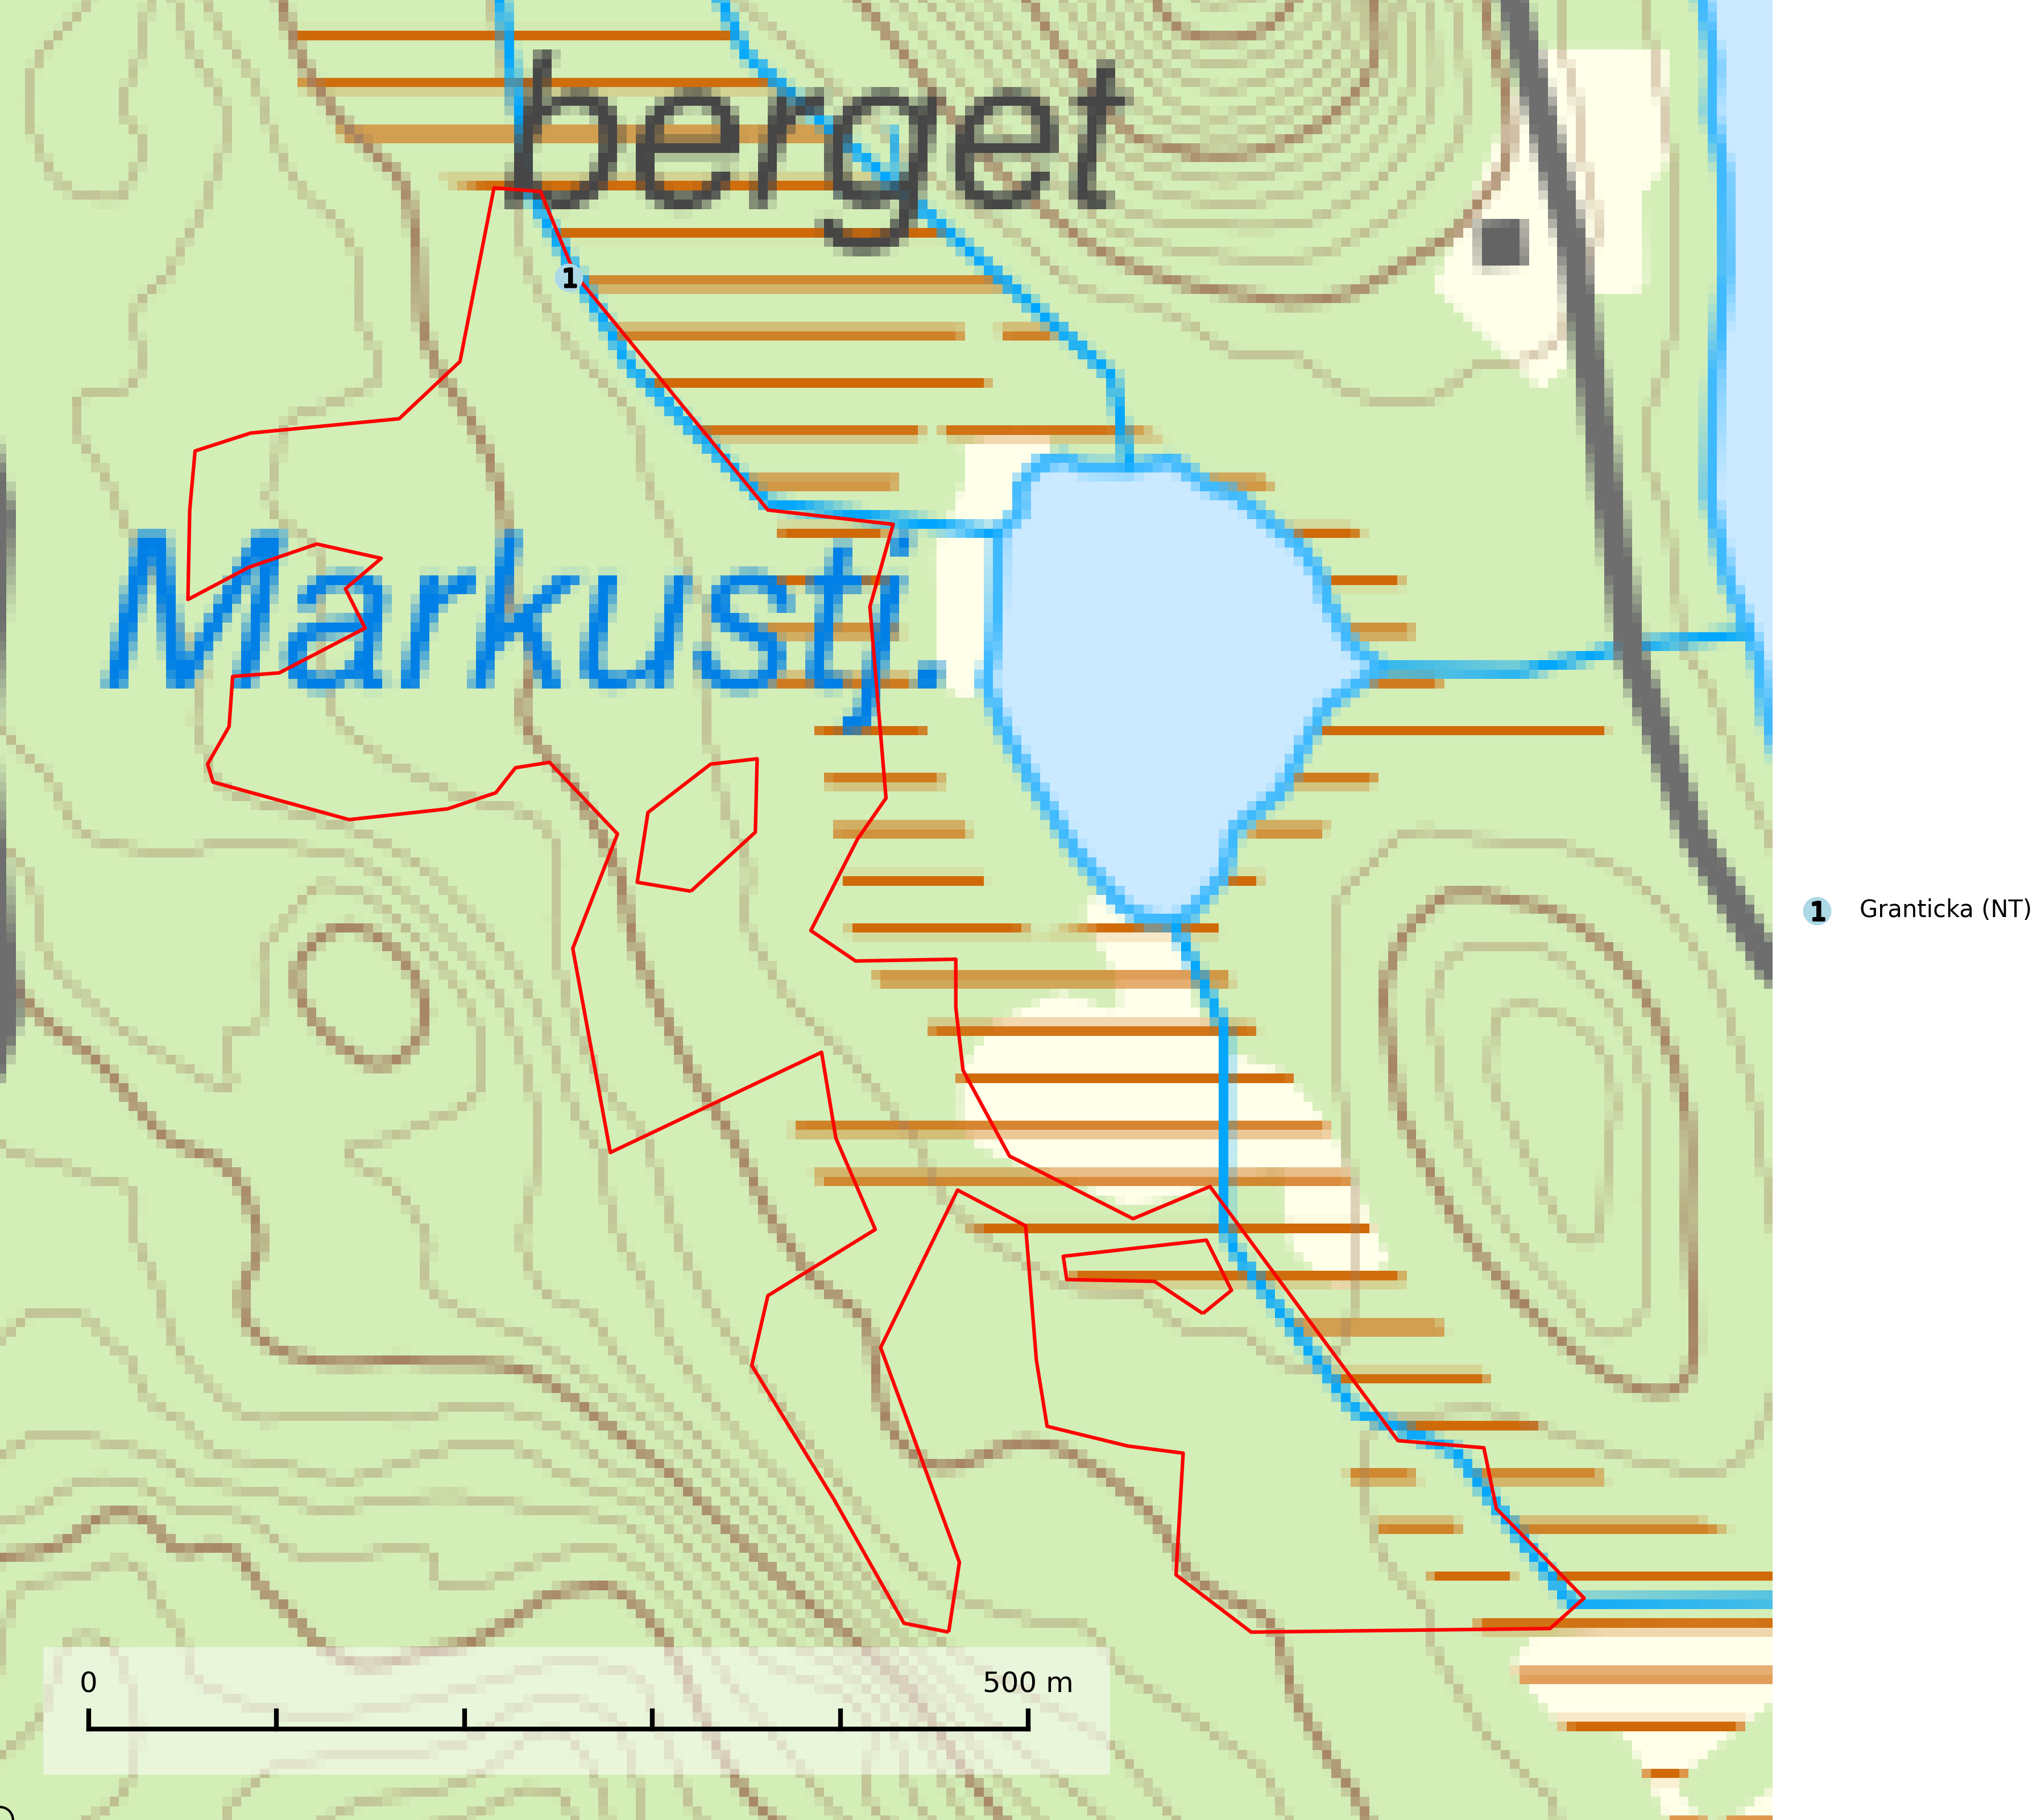 berget
1
Markustj.
1 Granticka (NT)
0 500 m